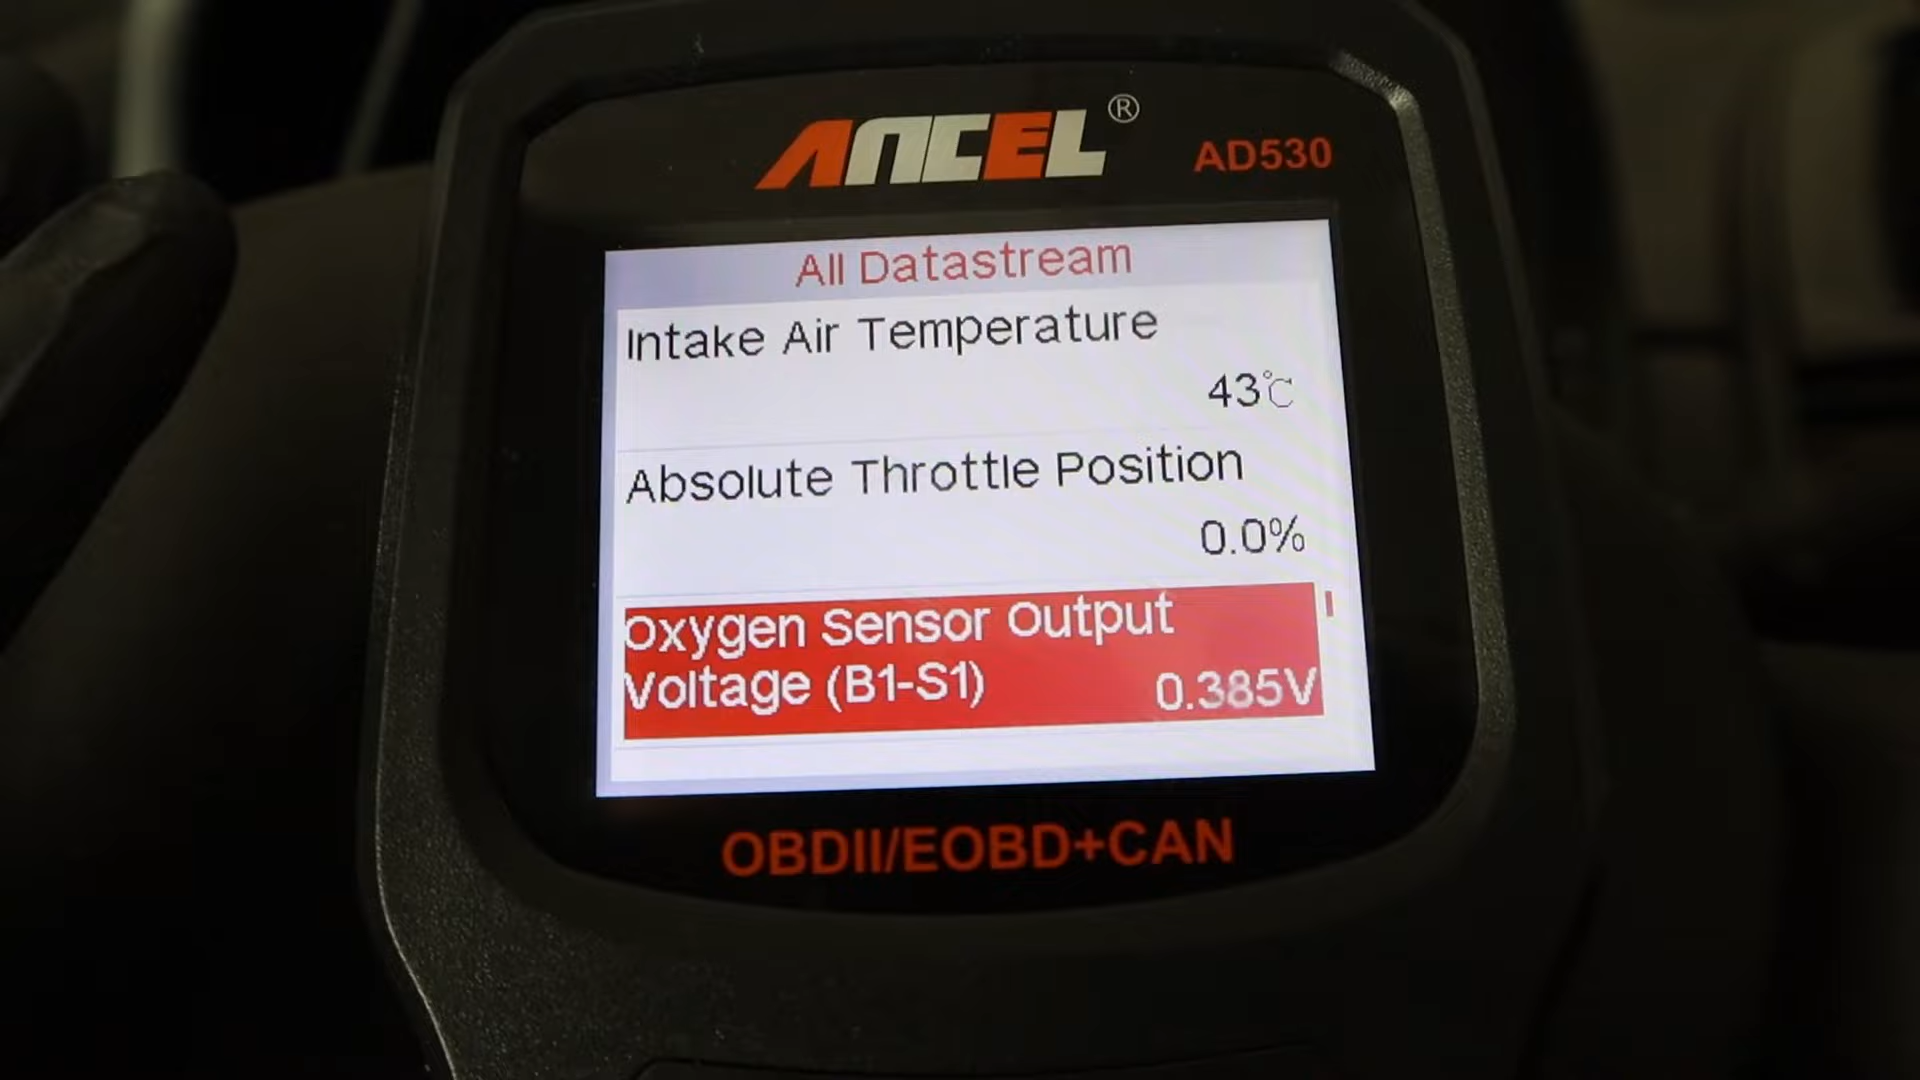 ANCEL®
AD530
All Datastream
Intake Air Temperature
43℃
Absolute Throttle Position
0.0%
Oxygen Sensor Output
Voltage (B1-S1) 0.385V
OBDII/EOBD+CAN